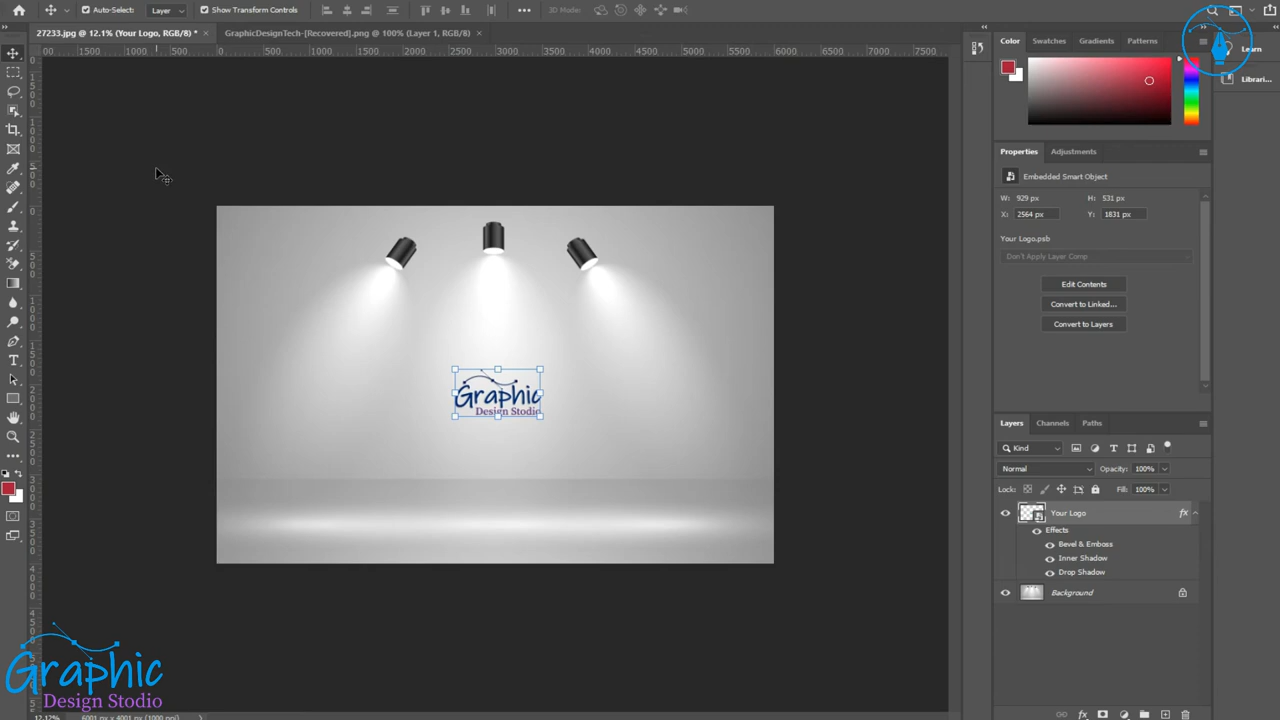 Auto-Select:
Layer
Show Transform Controls
3D Mode:
27233.jpg @ 12.1% (Your Logo, RGB/8) *
GraphicDesignTech-[Recovered].png @ 100% (Layer 1, RGB/8)
Color
Swatches
Gradients
Patterns
Learn
Librari...
Properties
Adjustments
Embedded Smart Object
W: 929 px
H: 531 px
X: 2564 px
Y: 1831 px
Your Logo.psb
Don't Apply Layer Comp
Edit Contents
Convert to Linked...
Convert to Layers
Graphic
Design Studio
Layers
Channels
Paths
Kind
Normal
Opacity: 100%
Lock:
Fill: 100%
Your Logo
fx
Effects
Bevel & Emboss
Inner Shadow
Drop Shadow
Background
Graphic
Design Studio
12.12%
6001 px x 4001 px (1000 ppi)